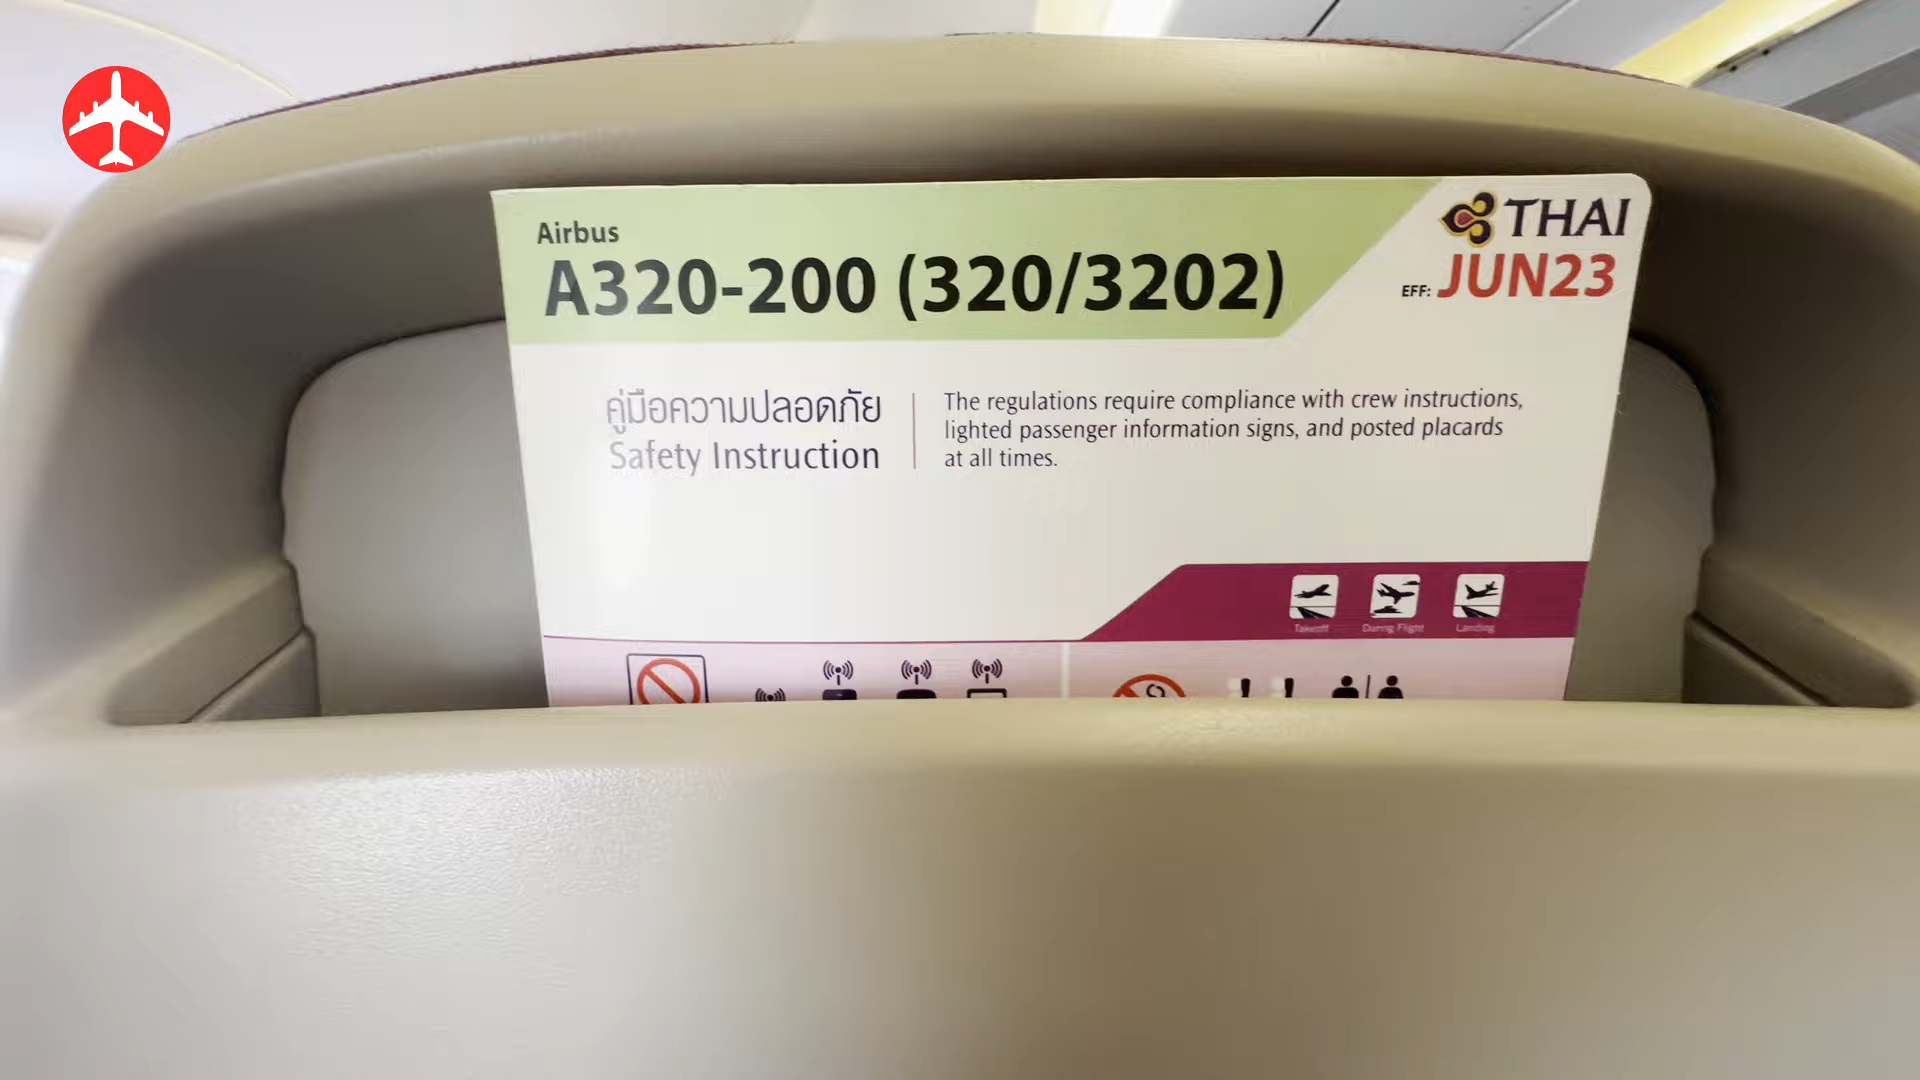 Airbus
A320-200 (320/3202)
THAI
EFF: JUN23
คู่มือความปลอดภัย
Safety Instruction
The regulations require compliance with crew instructions,
lighted passenger information signs, and posted placards
at all times.
Takeoff
During Flight
Landing